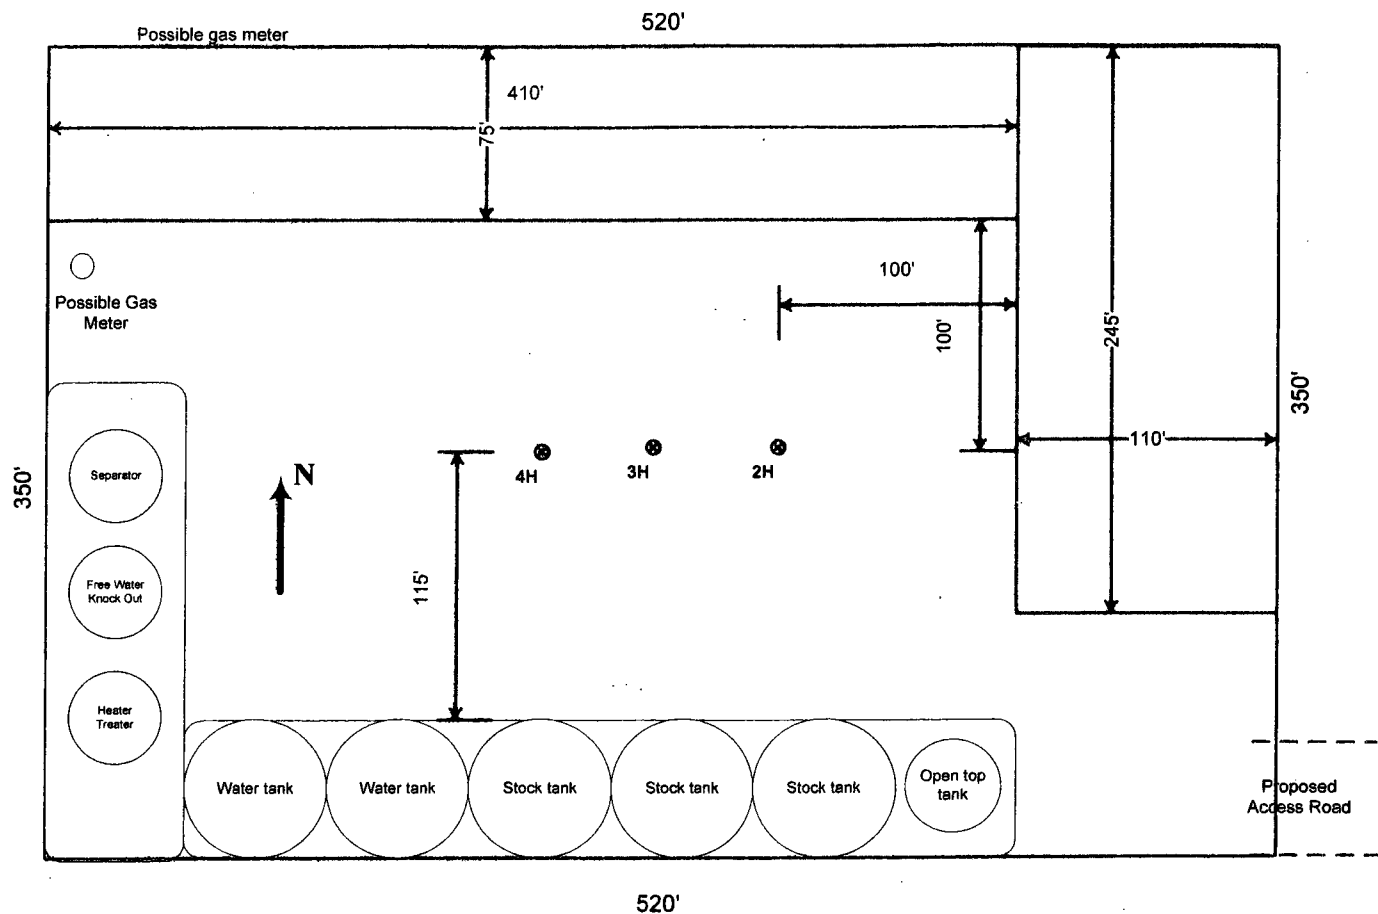 520'
Possible gas meter
410'
75'
100'
Possible Gas
Meter
100'
245'
350'
110'
Separator
N
4H
3H
2H
350'
Free Water
Knock Out
115'
Heater
Treater
Water tank
Water tank
Stock tank
Stock tank
Stock tank
Open top
tank
Proposed
Access Road
520'